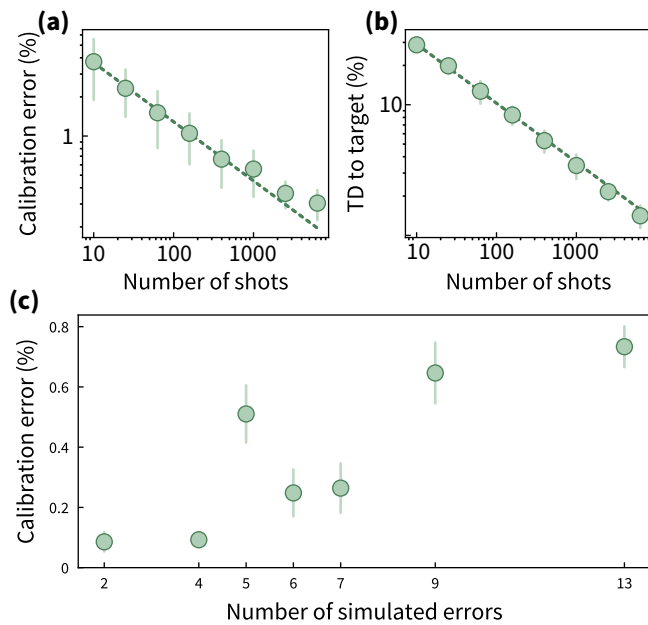 (a)
Calibration error (%)
1
10
100
1000
Number of shots
(b)
TD to target (%)
10
10
100
1000
Number of shots
(c)
Calibration error (%)
0.8
0.6
0.4
0.2
0
2
4
5
6
7
9
13
Number of simulated errors